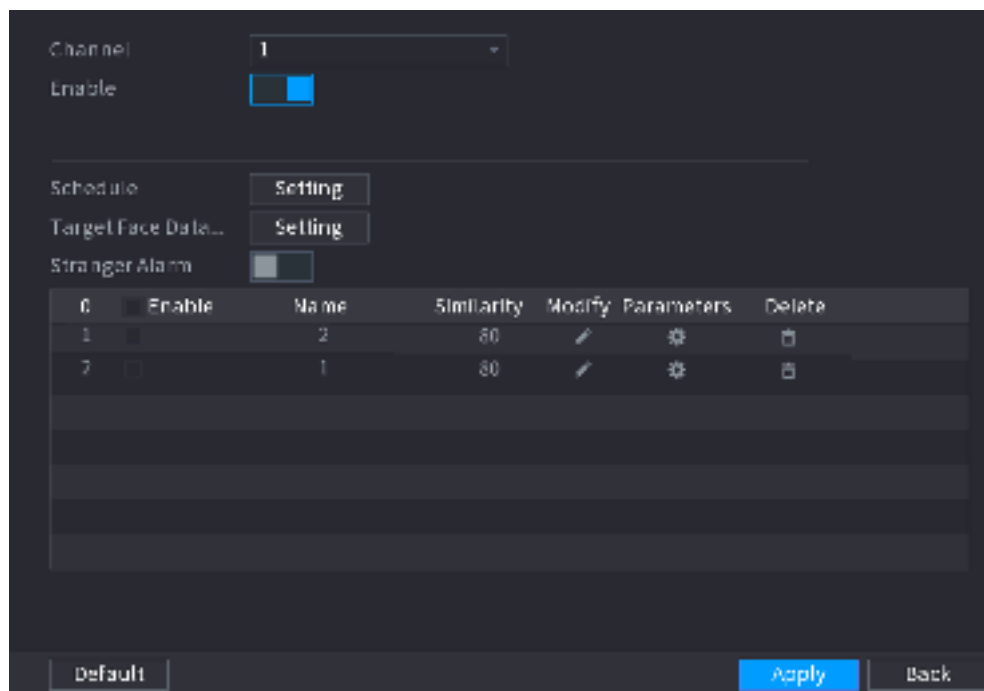 Channel 1
Enable
Schedule Setting
Target Face Data... Setting
Stranger Alarm
0 Enable Name Similarity Modify Parameters Delete
1 2 80
2 1 80
Default Apply Back